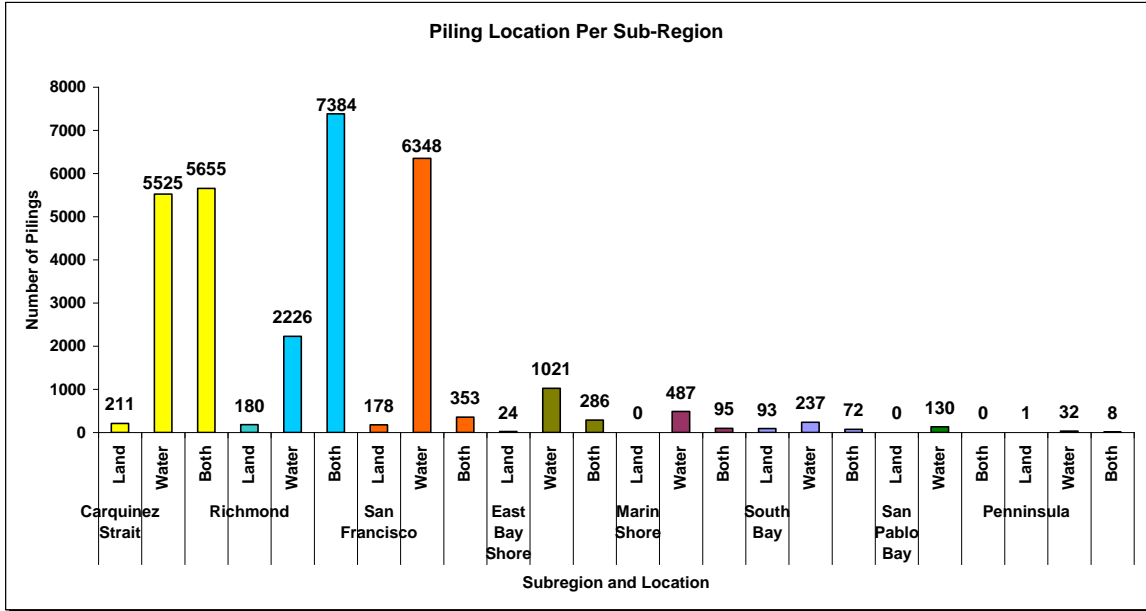 Piling Location Per Sub-Region
Number of Pilings
8000
7000
6000
5000
4000
3000
2000
1000
0
211
5525
5655
180
2226
7384
178
6348
353
24
1021
286
0
487
95
93
237
72
0
130
0
1
32
8
Land
Water
Both
Land
Water
Both
Land
Water
Both
Land
Water
Both
Land
Water
Both
Land
Water
Both
Land
Water
Both
Land
Water
Both
Carquinez
Strait
Richmond
San
Francisco
East
Bay
Shore
Marin
Shore
South
Bay
San
Pablo
Bay
Penninsula
Subregion and Location